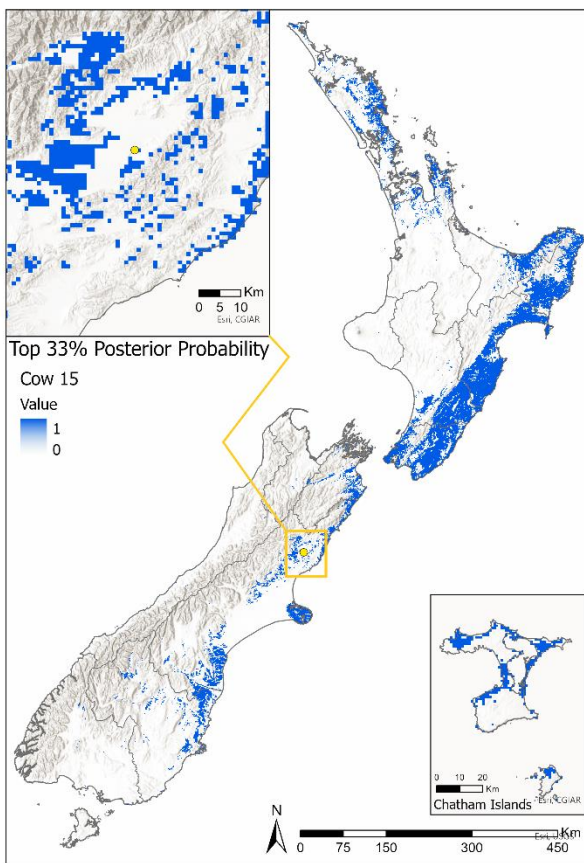 Km
0 5 10
Esri, CGIAR
Top 33% Posterior Probability
Cow 15
Value
1
0
0 10 20
Km
Esri, CGIAR
Chatham Islands
N
Km
0 75 150 300 450